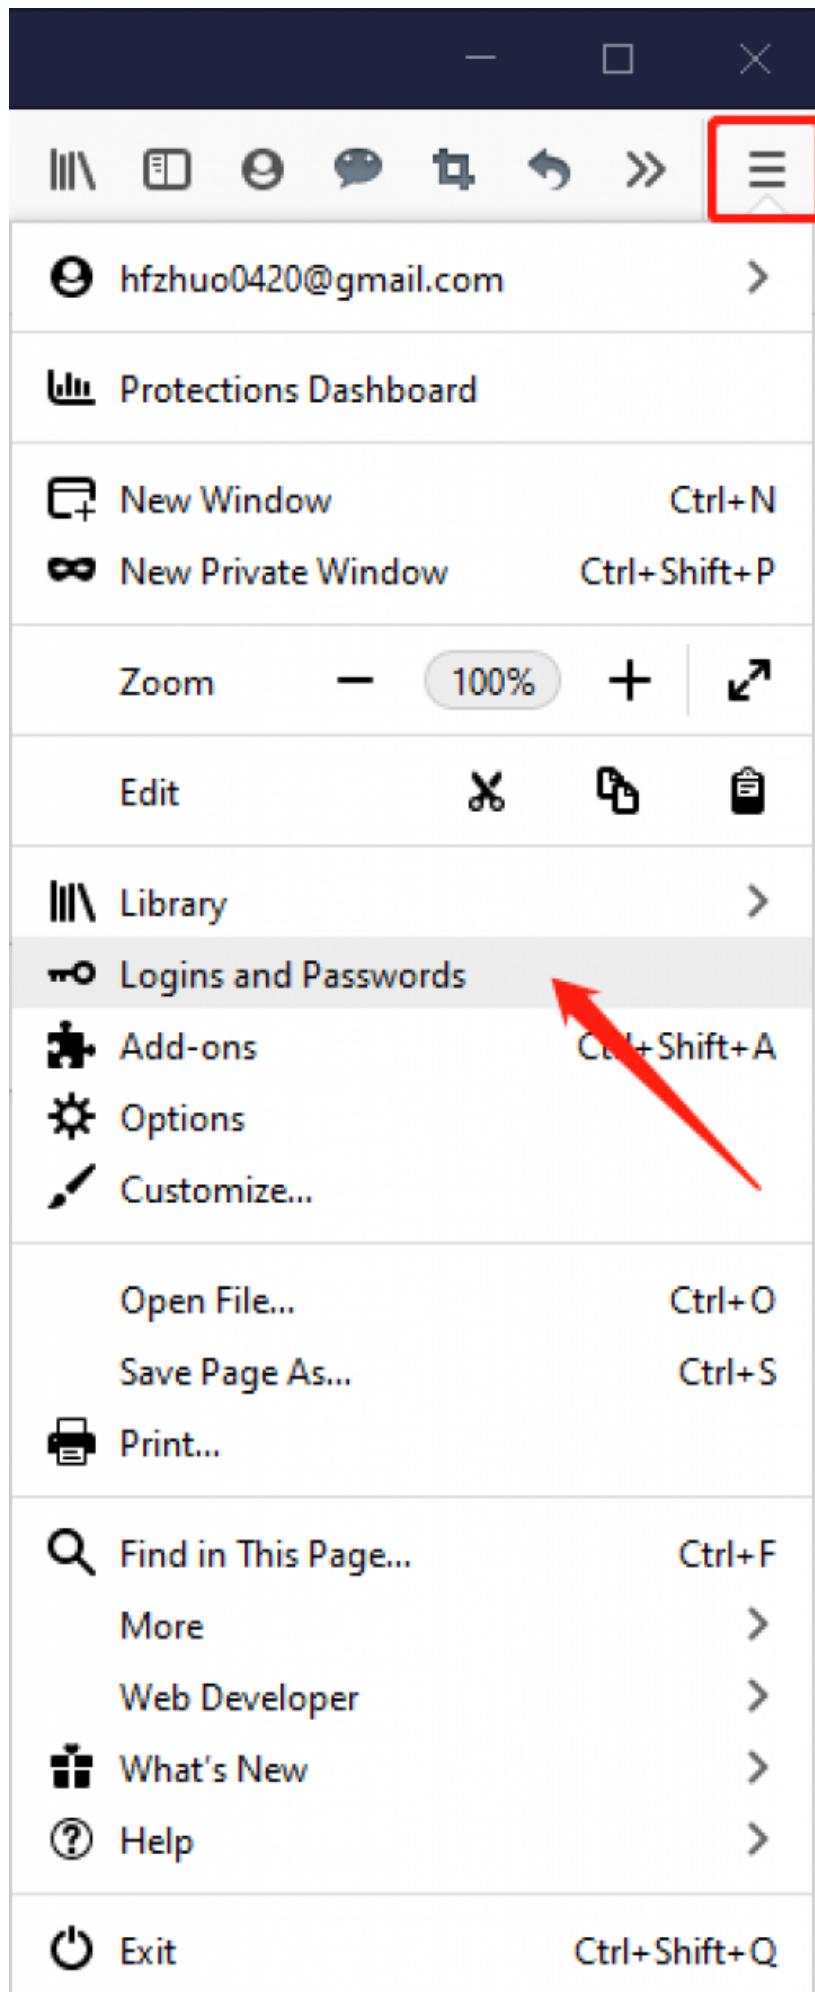 hfzhuo0420@gmail.com
Protections Dashboard
New Window Ctrl+N
New Private Window Ctrl+Shift+P
Zoom 100%
Edit
Library
Logins and Passwords
Add-ons Ctrl+Shift+A
Options
Customize...
Open File... Ctrl+O
Save Page As... Ctrl+S
Print...
Find in This Page... Ctrl+F
More
Web Developer
What's New
Help
Exit Ctrl+Shift+Q